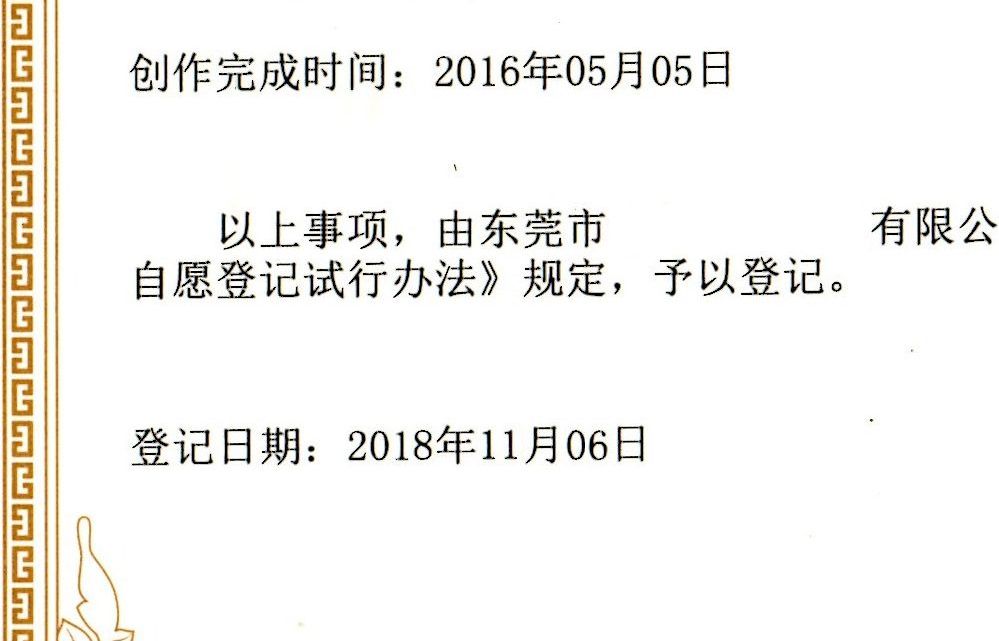 创作完成时间：2016年05月05日
以上事项，由东莞市 有限公
自愿登记试行办法》规定，予以登记。
登记日期：2018年11月06日